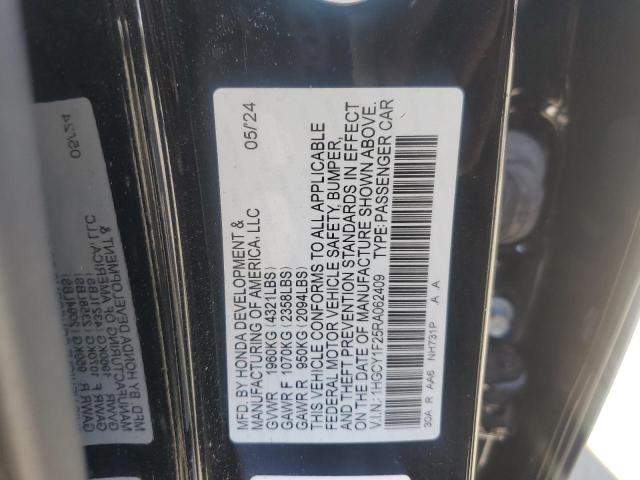 MFD. BY HONDA DEVELOPMENT & 05/24
MANUFACTURING OF AMERICA, LLC
GVWR 1960KG (4321LBS)
GAWR F 1070KG (2358LBS)
GAWR R 950KG (2094LBS)
THIS VEHICLE CONFORMS TO ALL APPLICABLE
FEDERAL MOTOR VEHICLE SAFETY, BUMPER,
AND THEFT PREVENTION STANDARDS IN EFFECT
ON THE DATE OF MANUFACTURE SHOWN ABOVE.
V.I.N.: 1HGCY1F25RA062409 TYPE: PASSENGER CAR
30A R AA6 NH731P A A